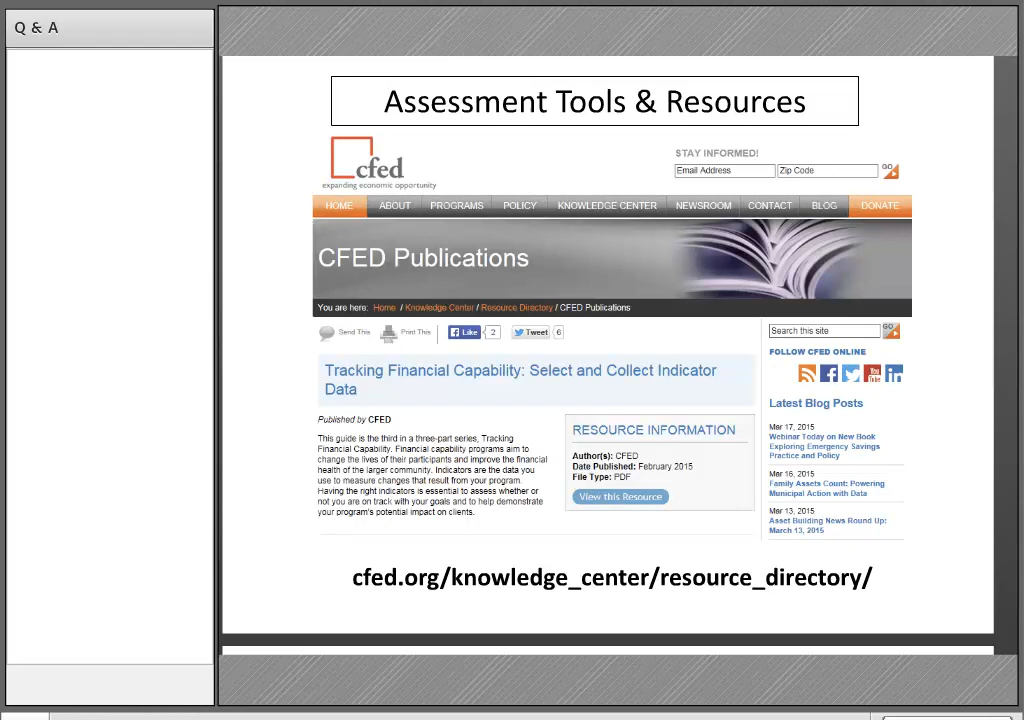 Q & A
Assessment Tools & Resources
cfed
expanding economic opportunity
STAY INFORMED!
Email Address Zip Code GO
HOME ABOUT PROGRAMS POLICY KNOWLEDGE CENTER NEWSROOM CONTACT BLOG DONATE
CFED Publications
You are here: Home / Knowledge Center / Resource Directory / CFED Publications
Send This Print This Like 2 Tweet 6
Search this site GO
FOLLOW CFED ONLINE
You Tube in
Tracking Financial Capability: Select and Collect Indicator
Data
Published by CFED
This guide is the third in a three-part series, Tracking
Financial Capability. Financial capability programs aim to
change the lives of their participants and improve the financial
health of the larger community. Indicators are the data you
use to measure changes that result from your program.
Having the right indicators is essential to assess whether or
not you are on track with your goals and to help demonstrate
your program's potential impact on clients.
RESOURCE INFORMATION
Author(s): CFED
Date Published: February 2015
File Type: PDF
View this Resource
Latest Blog Posts
Mar 17, 2015
Webinar Today on New Book
Exploring Emergency Savings
Practice and Policy
Mar 16, 2015
Family Assets Count: Powering
Municipal Action with Data
Mar 13, 2015
Asset Building News Round Up:
March 13, 2015
cfed.org/knowledge_center/resource_directory/